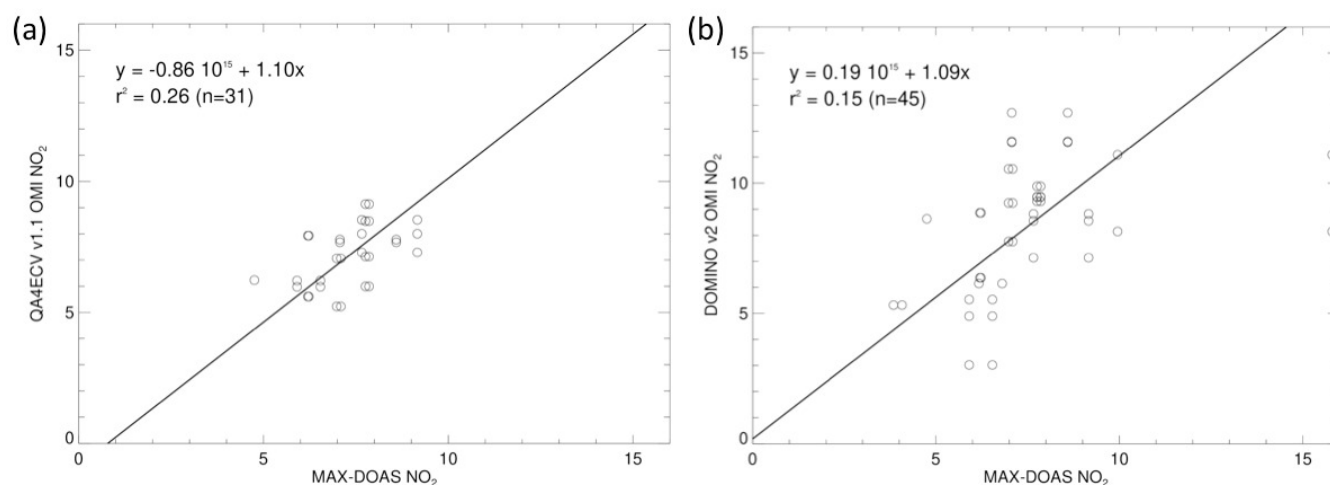 (a)
y = -0.86 10¹⁵ + 1.10x
r² = 0.26 (n=31)
15
10
5
0
QA4ECV v1.1 OMI NO₂
0
5
10
15
MAX-DOAS NO₂
(b)
y = 0.19 10¹⁵ + 1.09x
r² = 0.15 (n=45)
15
10
5
0
DOMINO v2 OMI NO₂
0
5
10
15
MAX-DOAS NO₂